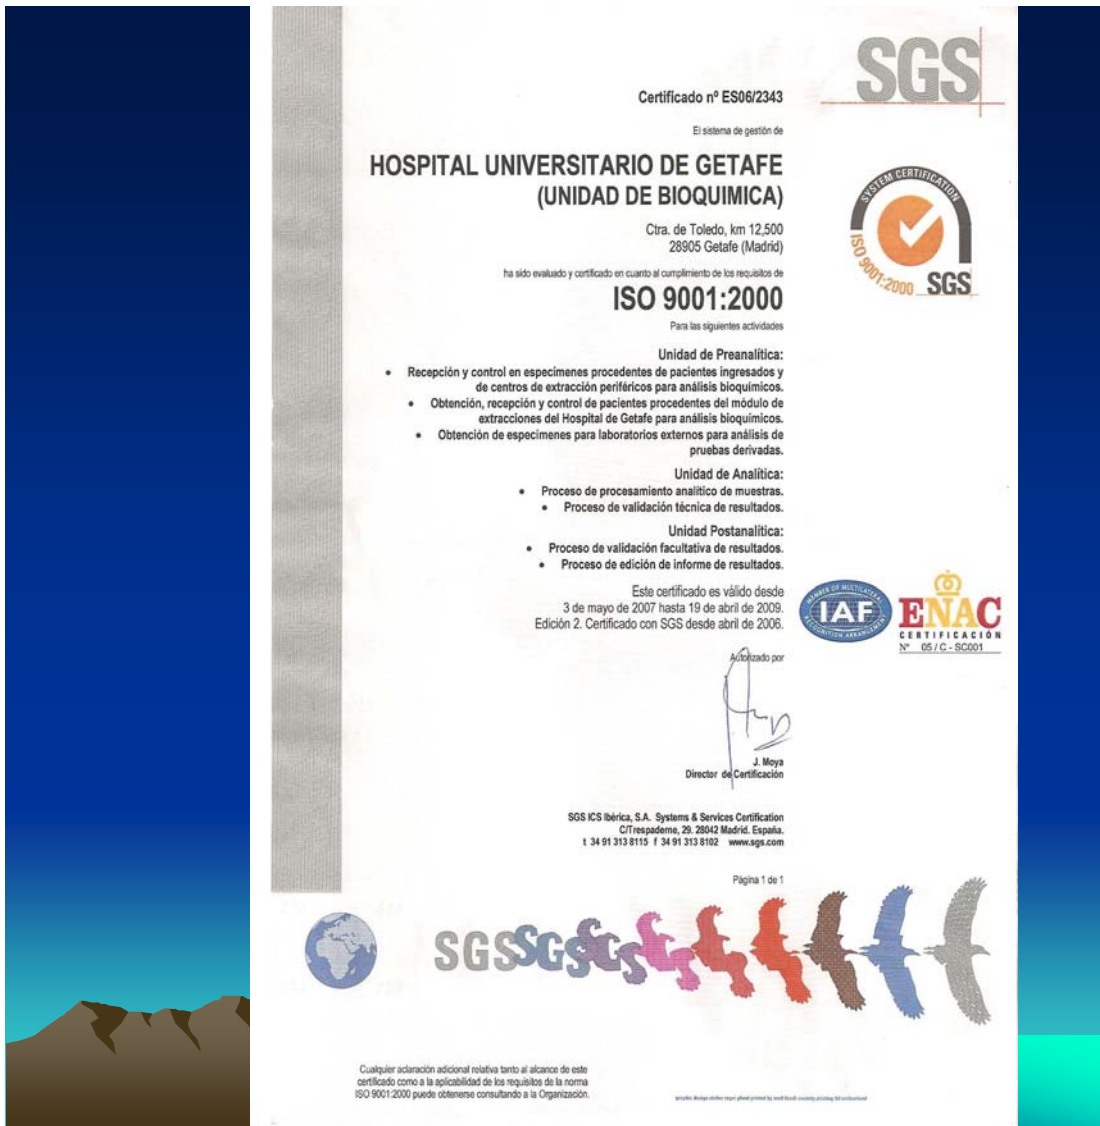 SGS
Certificado nº ES06/2343
El sistema de gestión de
HOSPITAL UNIVERSITARIO DE GETAFE
(UNIDAD DE BIOQUIMICA)
Ctra. de Toledo, km 12,500
28905 Getafe (Madrid)
SYSTEM CERTIFICATION
ISO 9001:2000
SGS
ha sido evaluado y certificado en cuanto al cumplimiento de los requisitos de
ISO 9001:2000
Para las siguientes actividades
Unidad de Preanalítica:
• Recepción y control en especímenes procedentes de pacientes ingresados y
de centros de extracción periféricos para análisis bioquímicos.
• Obtención, recepción y control de pacientes procedentes del módulo de
extracciones del Hospital de Getafe para análisis bioquímicos.
• Obtención de especímenes para laboratorios externos para análisis de
pruebas derivadas.
Unidad de Analítica:
• Proceso de procesamiento analítico de muestras.
• Proceso de validación técnica de resultados.
Unidad Postanalítica:
• Proceso de validación facultativa de resultados.
• Proceso de edición de informe de resultados.
Este certificado es válido desde
3 de mayo de 2007 hasta 19 de abril de 2009.
Edición 2. Certificado con SGS desde abril de 2006.
MEMBER OF MULTILATERAL
IAF
RECOGNITION ARRANGEMENT
ENAC
CERTIFICACIÓN
Nº 05 / C - SC001
Autorizado por
J. Moya
Director de Certificación
SGS ICS Ibérica, S.A. Systems & Services Certification
C/Trespaderne, 29. 28042 Madrid. España.
t 34 91 313 8115 f 34 91 313 8102 www.sgs.com
Página 1 de 1
SGS SGS SGS
Cualquier aclaración adicional relativa tanto al alcance de este
certificado como a la aplicabilidad de los requisitos de la norma
ISO 9001:2000 puede obtenerse consultando a la Organización.